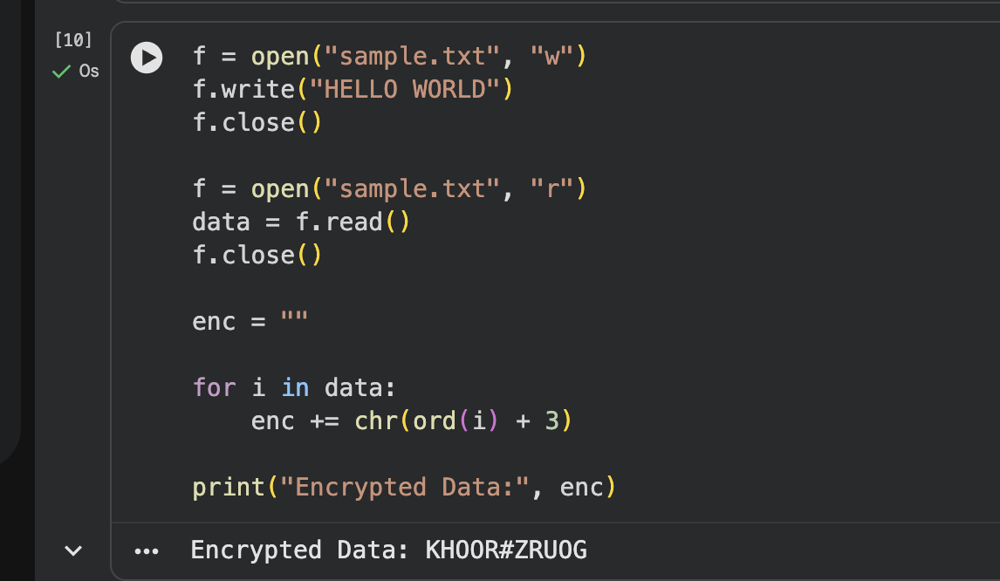 [10]
0s
f = open("sample.txt", "w")
f.write("HELLO WORLD")
f.close()
f = open("sample.txt", "r")
data = f.read()
f.close()
enc = ""
for i in data:
    enc += chr(ord(i) + 3)
print("Encrypted Data:", enc)
Encrypted Data: KHOOR#ZRUOG